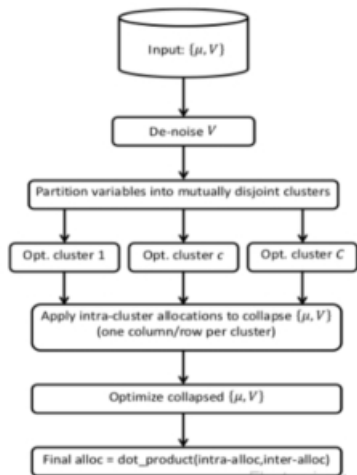 Input: {μ, V}
De-noise V
Partition variables into mutually disjoint clusters
Opt. cluster 1
Opt. cluster c
Opt. cluster C
Apply intra-cluster allocations to collapse {μ, V}
(one column/row per cluster)
Optimize collapsed {μ, V}
Final alloc = dot_product(intra-alloc,inter-alloc)